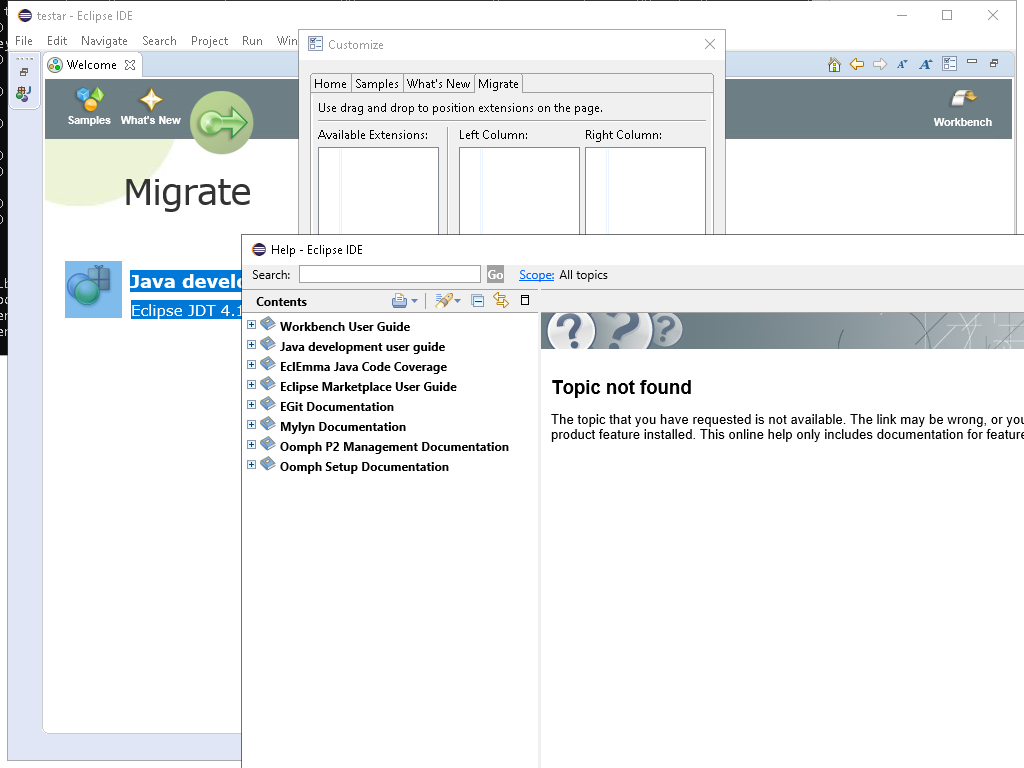 testar - Eclipse IDE
File Edit Navigate Search Project Run Win
Customize
Welcome
Home Samples What's New Migrate
Use drag and drop to position extensions on the page.
Available Extensions: Left Column: Right Column:
Samples What's New
Workbench
Migrate
Java develo
Eclipse JDT 4.1
Help - Eclipse IDE
Search: Go Scope: All topics
Contents
Workbench User Guide
Java development user guide
EclEmma Java Code Coverage
Eclipse Marketplace User Guide
EGit Documentation
Mylyn Documentation
Oomph P2 Management Documentation
Oomph Setup Documentation
Topic not found
The topic that you have requested is not available. The link may be wrong, or you
product feature installed. This online help only includes documentation for feature